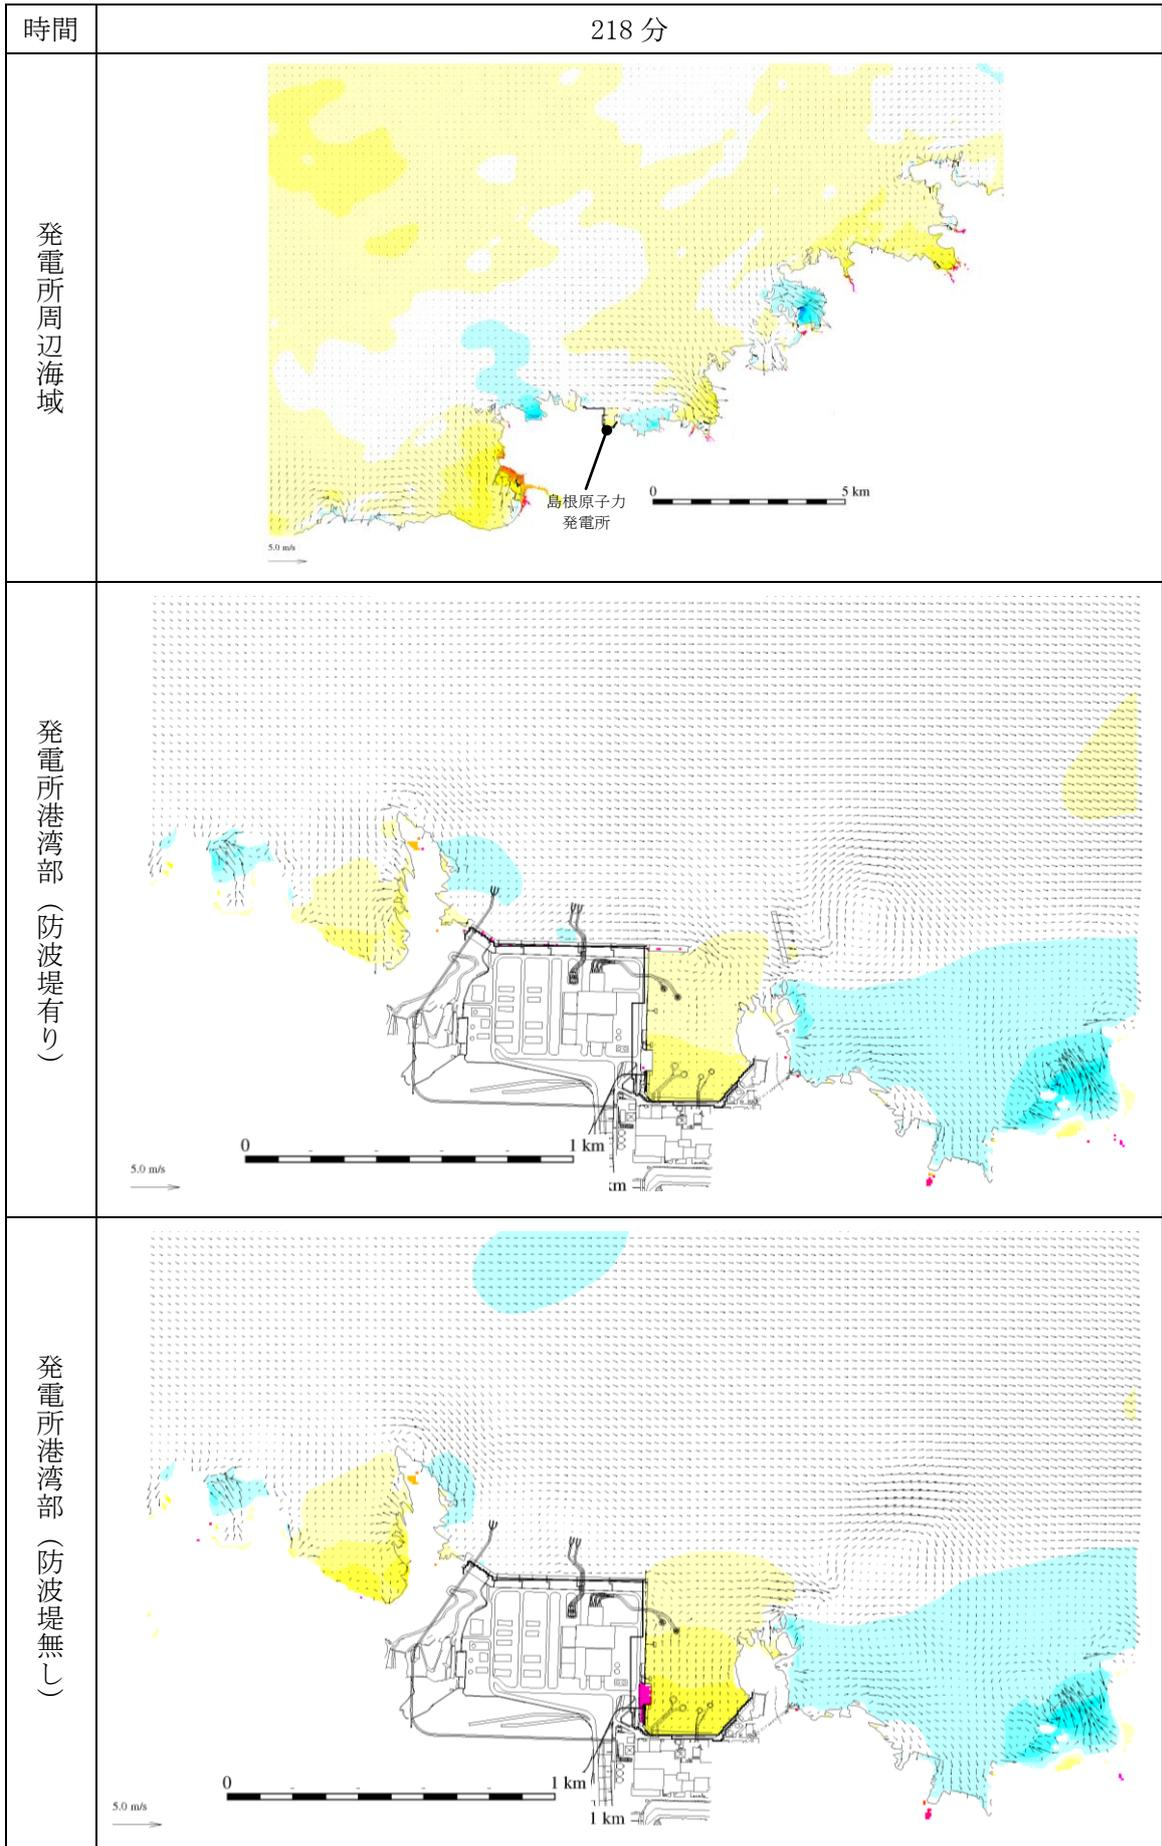 時間
218 分
発電所周辺海域
島根原子力
発電所
0 5 km
5.0 m/s
発電所港湾部（防波堤有り）
0 1 km
km
5.0 m/s
発電所港湾部（防波堤無し）
0 1 km
1 km
5.0 m/s